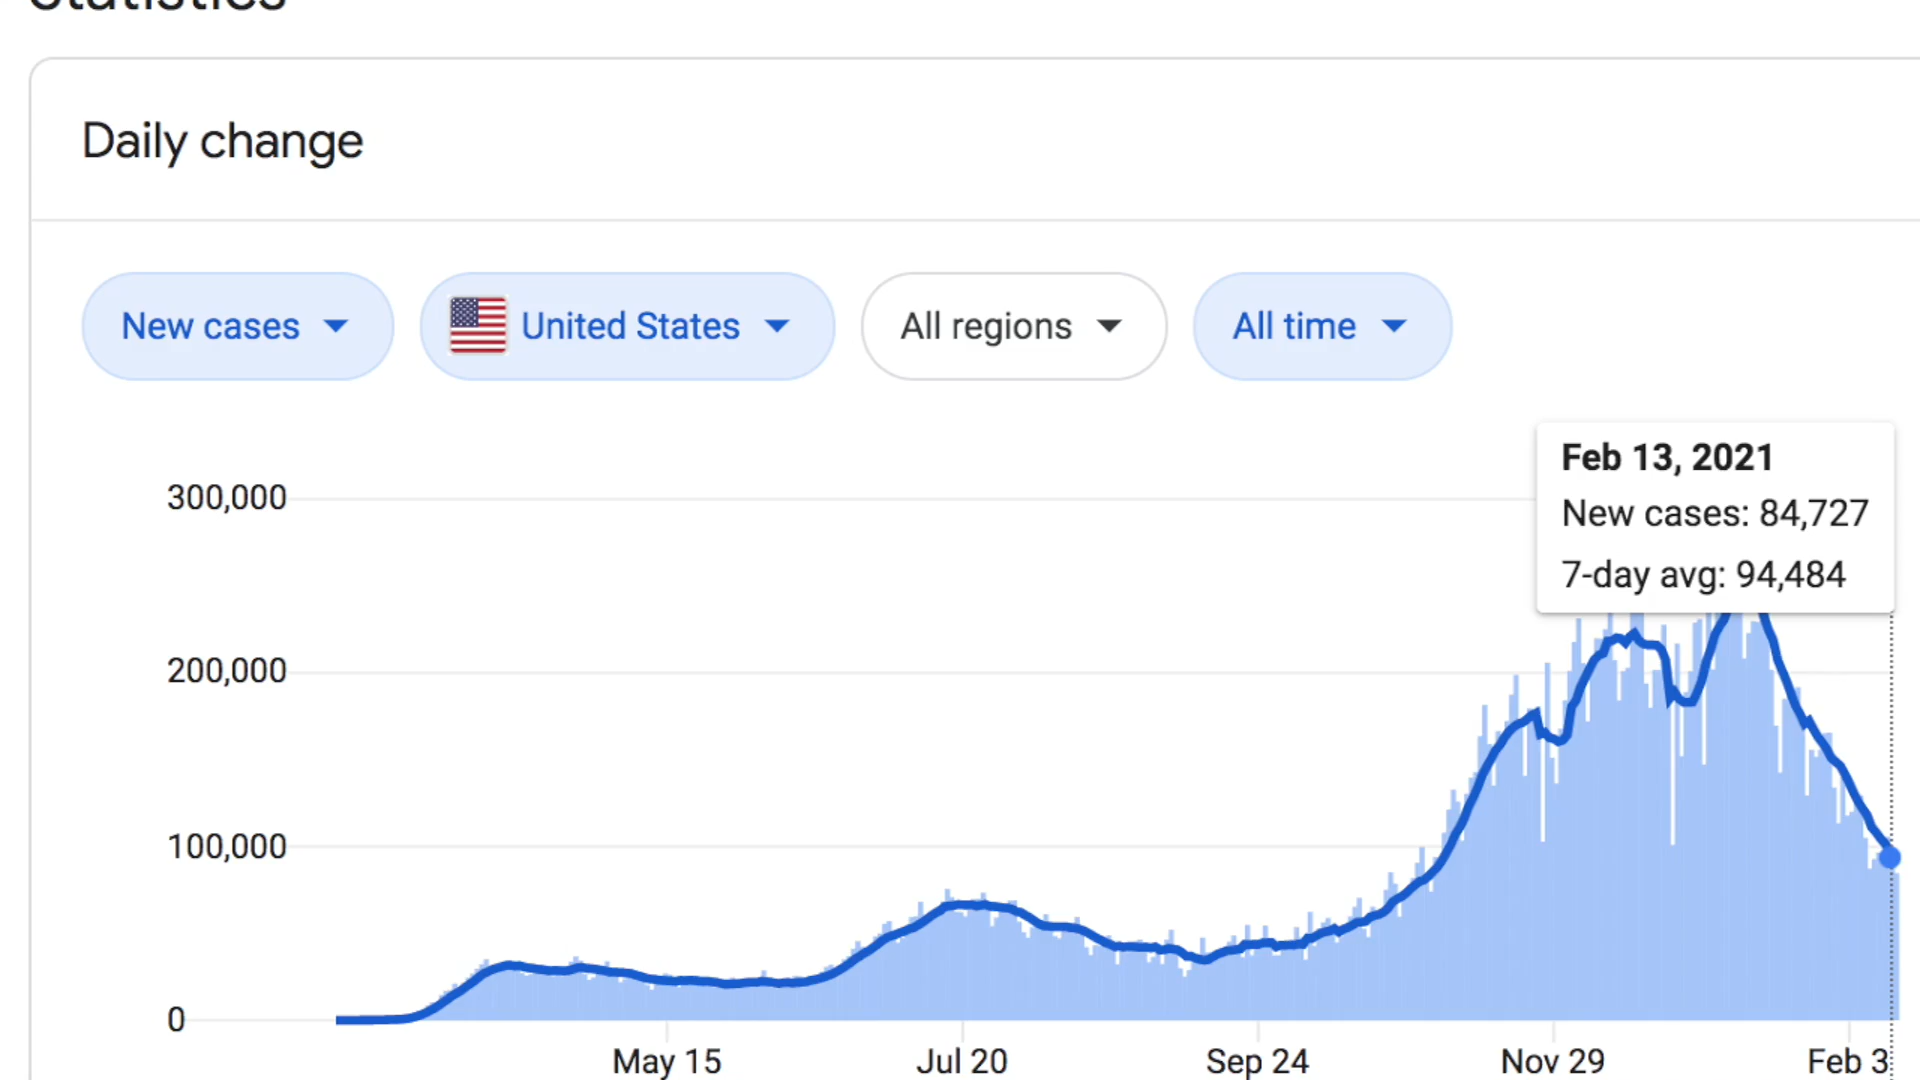 Statistics
Daily change
New cases
United States
All regions
All time
Feb 13, 2021
New cases: 84,727
7-day avg: 94,484
300,000
200,000
100,000
0
May 15
Jul 20
Sep 24
Nov 29
Feb 3